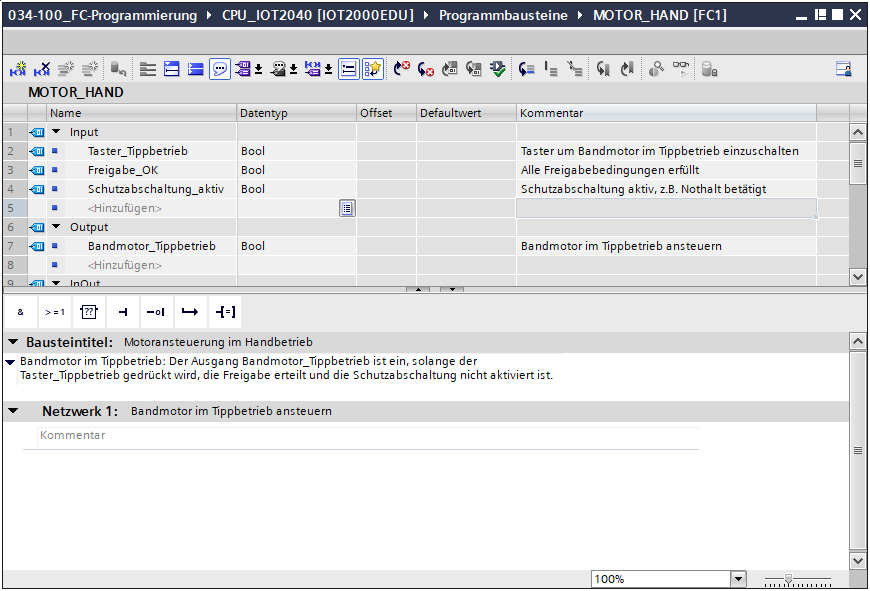 034-100_FC-Programmierung CPU_IOT2040 [IOT2000EDU] Programmbausteine MOTOR_HAND [FC1]
MOTOR_HAND
Name Datentyp Offset Defaultwert Kommentar
1 Input
2 Taster_Tippbetrieb Bool Taster um Bandmotor im Tippbetrieb einzuschalten
3 Freigabe_OK Bool Alle Freigabebedingungen erfüllt
4 Schutzabschaltung_aktiv Bool Schutzabschaltung aktiv, z.B. Nothalt betätigt
5 <Hinzufügen>
6 Output
7 Bandmotor_Tippbetrieb Bool Bandmotor im Tippbetrieb ansteuern
8 <Hinzufügen>
9 InOut
& >=1 ??
Bausteintitel: Motoransteuerung im Handbetrieb
Bandmotor im Tippbetrieb: Der Ausgang Bandmotor_Tippbetrieb ist ein, solange der
Taster_Tippbetrieb gedrückt wird, die Freigabe erteilt und die Schutzabschaltung nicht aktiviert ist.
Netzwerk 1: Bandmotor im Tippbetrieb ansteuern
Kommentar
100%